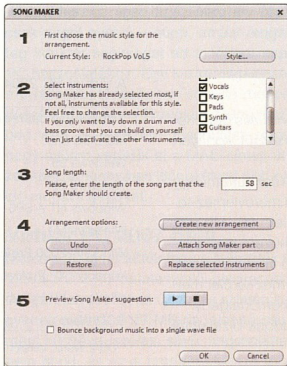 SONG MAKER
1
First choose the music style for the
arrangement.
Current Style: RockPop Vol.5
Style...
2
Select instruments:
Song Maker has already selected most, if
not all, instruments available for this style.
Feel free to change the selection.
If you only want to lay down a drum and
bass groove that you can build on yourself
then just deactivate the other instruments.
Vocals
Keys
Pads
Synth
Guitars
3
Song length:
Please, enter the length of the song part that the
Song Maker should create.
58 sec
4
Arrangement options:
Create new arrangement
Undo
Attach Song Maker part
Restore
Replace selected instruments
5
Preview Song Maker suggestion:
Bounce background music into a single wave file
OK
Cancel